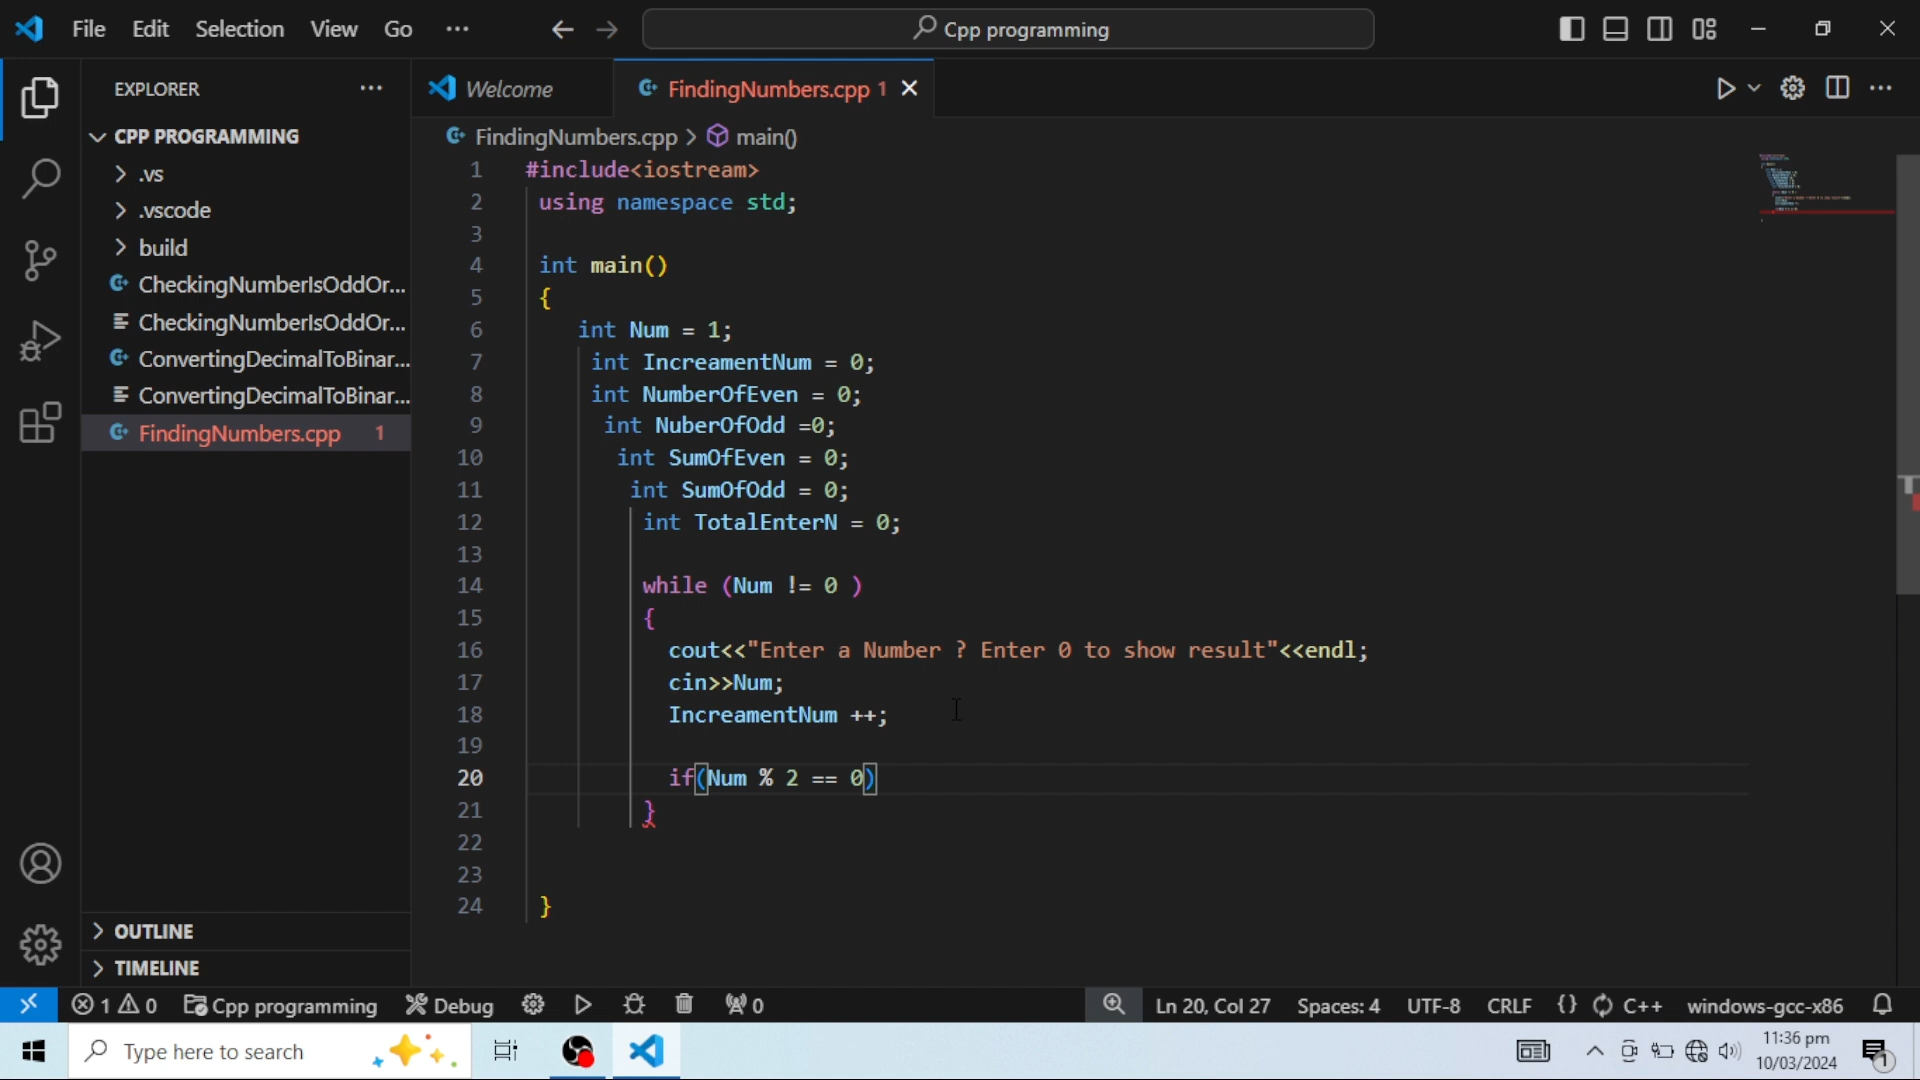 File Edit Selection View Go ··· Cpp programming
EXPLORER ···
CPP PROGRAMMING
.vs
.vscode
build
CheckingNumberIsOddOr...
CheckingNumberIsOddOr...
ConvertingDecimalToBinar...
ConvertingDecimalToBinar...
FindingNumbers.cpp 1
OUTLINE
TIMELINE
Welcome FindingNumbers.cpp 1
FindingNumbers.cpp > main()
1 #include<iostream>
2 using namespace std;
3
4 int main()
5 {
6 int Num = 1;
7 int IncreamentNum = 0;
8 int NumberOfEven = 0;
9 int NuberOfOdd =0;
10 int SumOfEven = 0;
11 int SumOfOdd = 0;
12 int TotalEnterN = 0;
13
14 while (Num != 0 )
15 {
16 cout<<"Enter a Number ? Enter 0 to show result"<<endl;
17 cin>>Num;
18 IncreamentNum ++;
19
20 if(Num % 2 == 0)
21 }
22
23
24 }
1 0 Cpp programming Debug 0 Ln 20, Col 27 Spaces: 4 UTF-8 CRLF {} C++ windows-gcc-x86
Type here to search
11:36 pm
10/03/2024
1